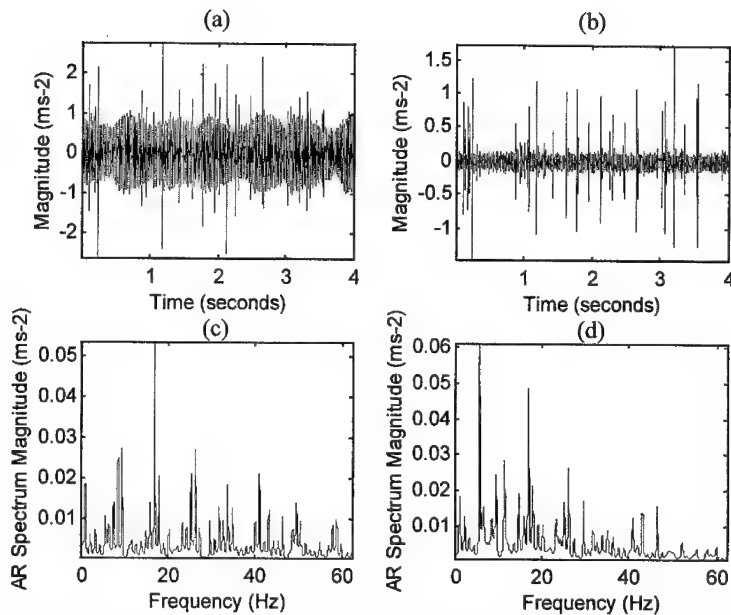 (a)
Magnitude (ms-2)
2
1
0
-1
-2
1 2 3 4
Time (seconds)
(b)
Magnitude (ms-2)
1.5
1
0.5
0
-0.5
-1
1 2 3 4
Time (seconds)
(c)
AR Spectrum Magnitude (ms-2)
0.05
0.04
0.03
0.02
0.01
0 20 40 60
Frequency (Hz)
(d)
AR Spectrum Magnitude (ms-2)
0.06
0.05
0.04
0.03
0.02
0.01
0 20 40 60
Frequency (Hz)